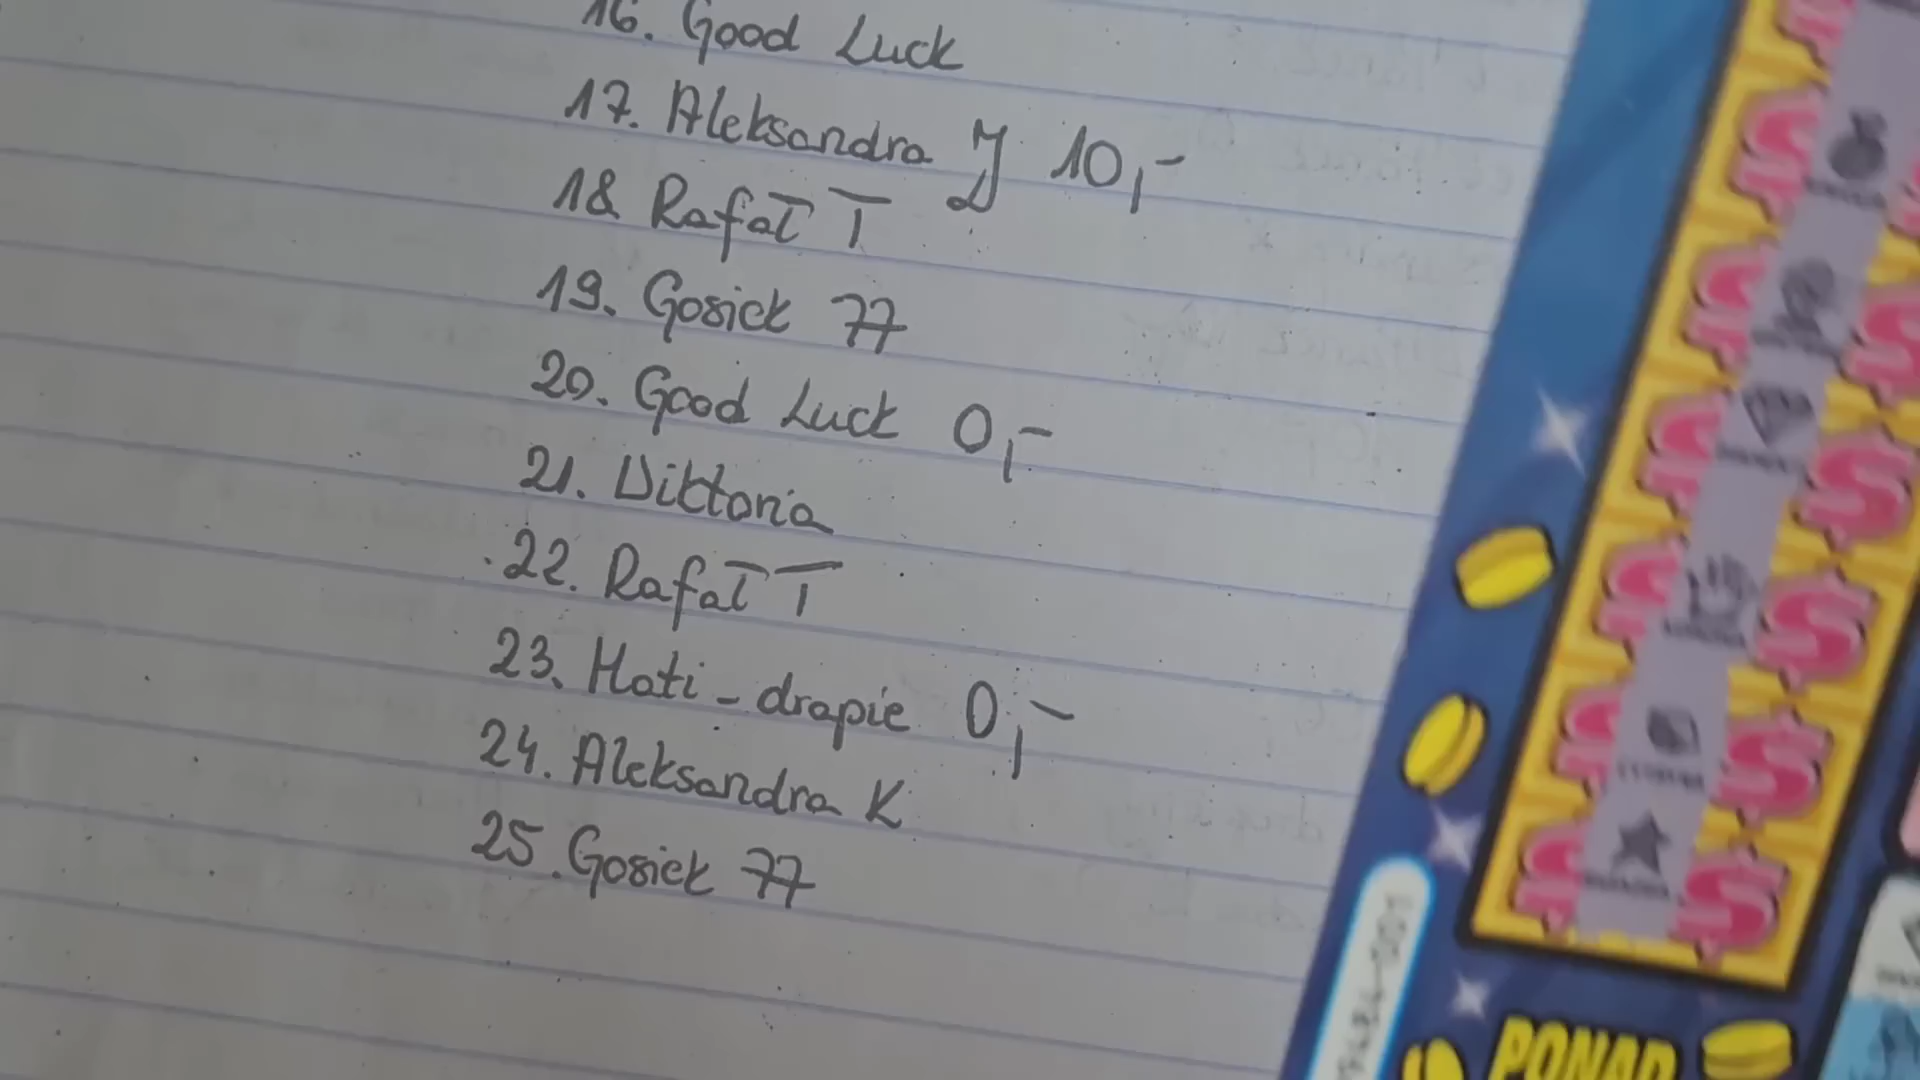 16. Good Luck
17. Aleksandra J 10,-
18 Rafał T
19. Gosiek 77
20. Good Luck 0,-
21. Wiktoria
22. Rafał T
23. Mati - drapie 0,-
24. Aleksandra K
25. Gosiek 77
PONAD